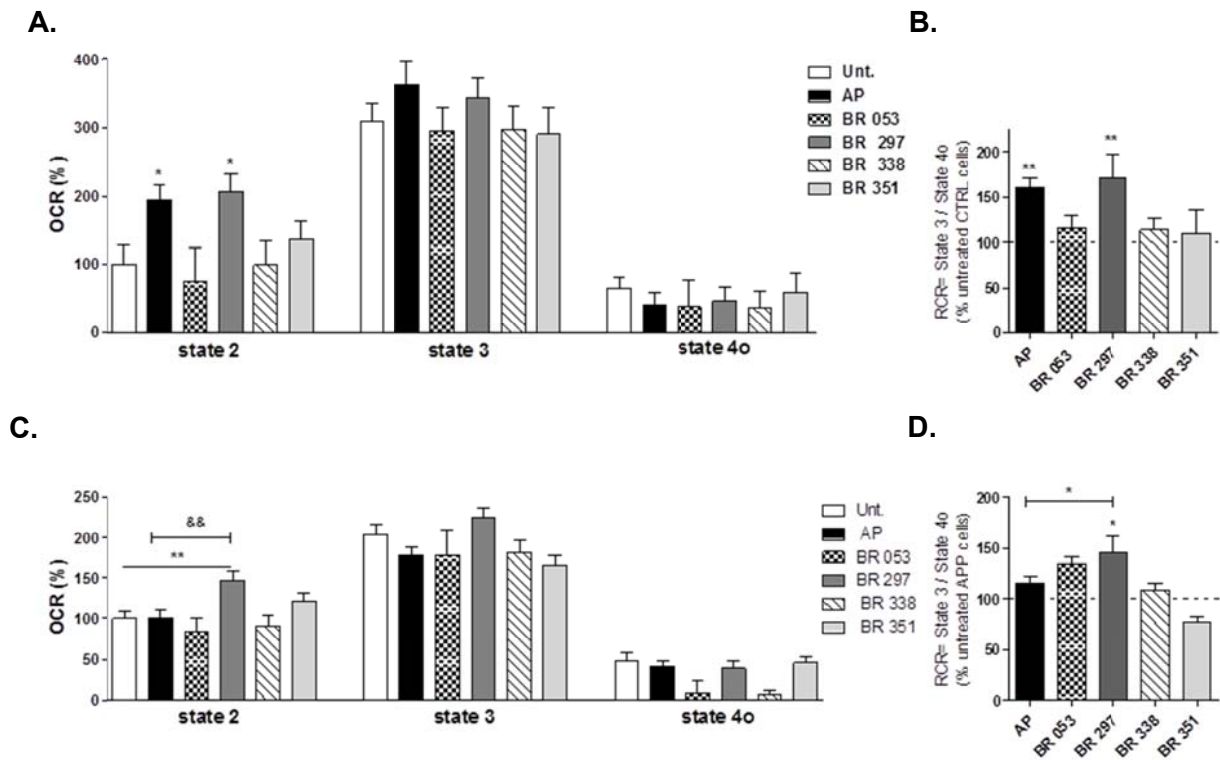 A.
400
300
200
100
0
OCR (%)
*
*
state 2
state 3
state 4o
Unt.
AP
BR 053
BR 297
BR 338
BR 351
B.
200
150
100
50
0
RCR= State 3 / State 4o
(% untreated CTRL cells)
**
**
AP
BR 053
BR 297
BR 338
BR 351
C.
250
200
150
100
50
0
OCR (%)
&&
**
state 2
state 3
state 4o
Unt.
AP
BR 053
BR 297
BR 338
BR 351
D.
200
150
100
50
0
RCR= State 3 / State 4o
(% untreated APP cells)
*
*
AP
BR 053
BR 297
BR 338
BR 351